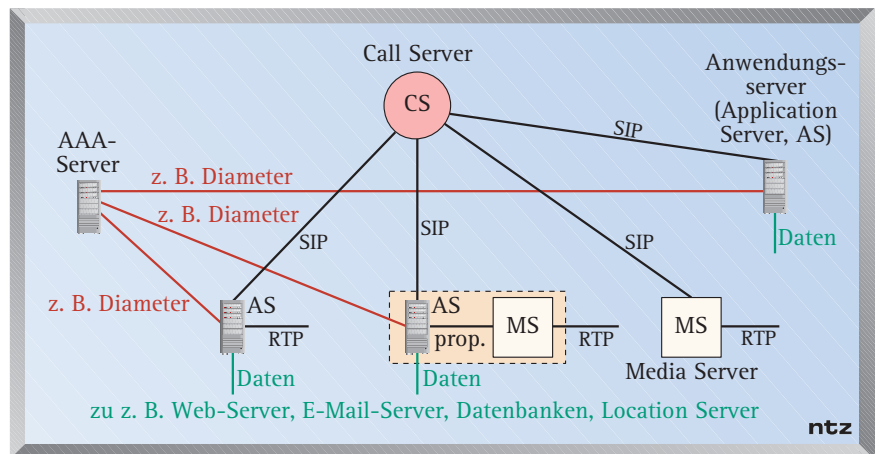 Call Server
CS
Anwendungs-
server
(Application
Server, AS)
AAA-
Server
SIP
z. B. Diameter
z. B. Diameter
SIP
SIP
SIP
Daten
z. B. Diameter
AS
RTP
AS
prop.
MS
RTP
MS
RTP
Media Server
Daten
Daten
zu z. B. Web-Server, E-Mail-Server, Datenbanken, Location Server
ntz